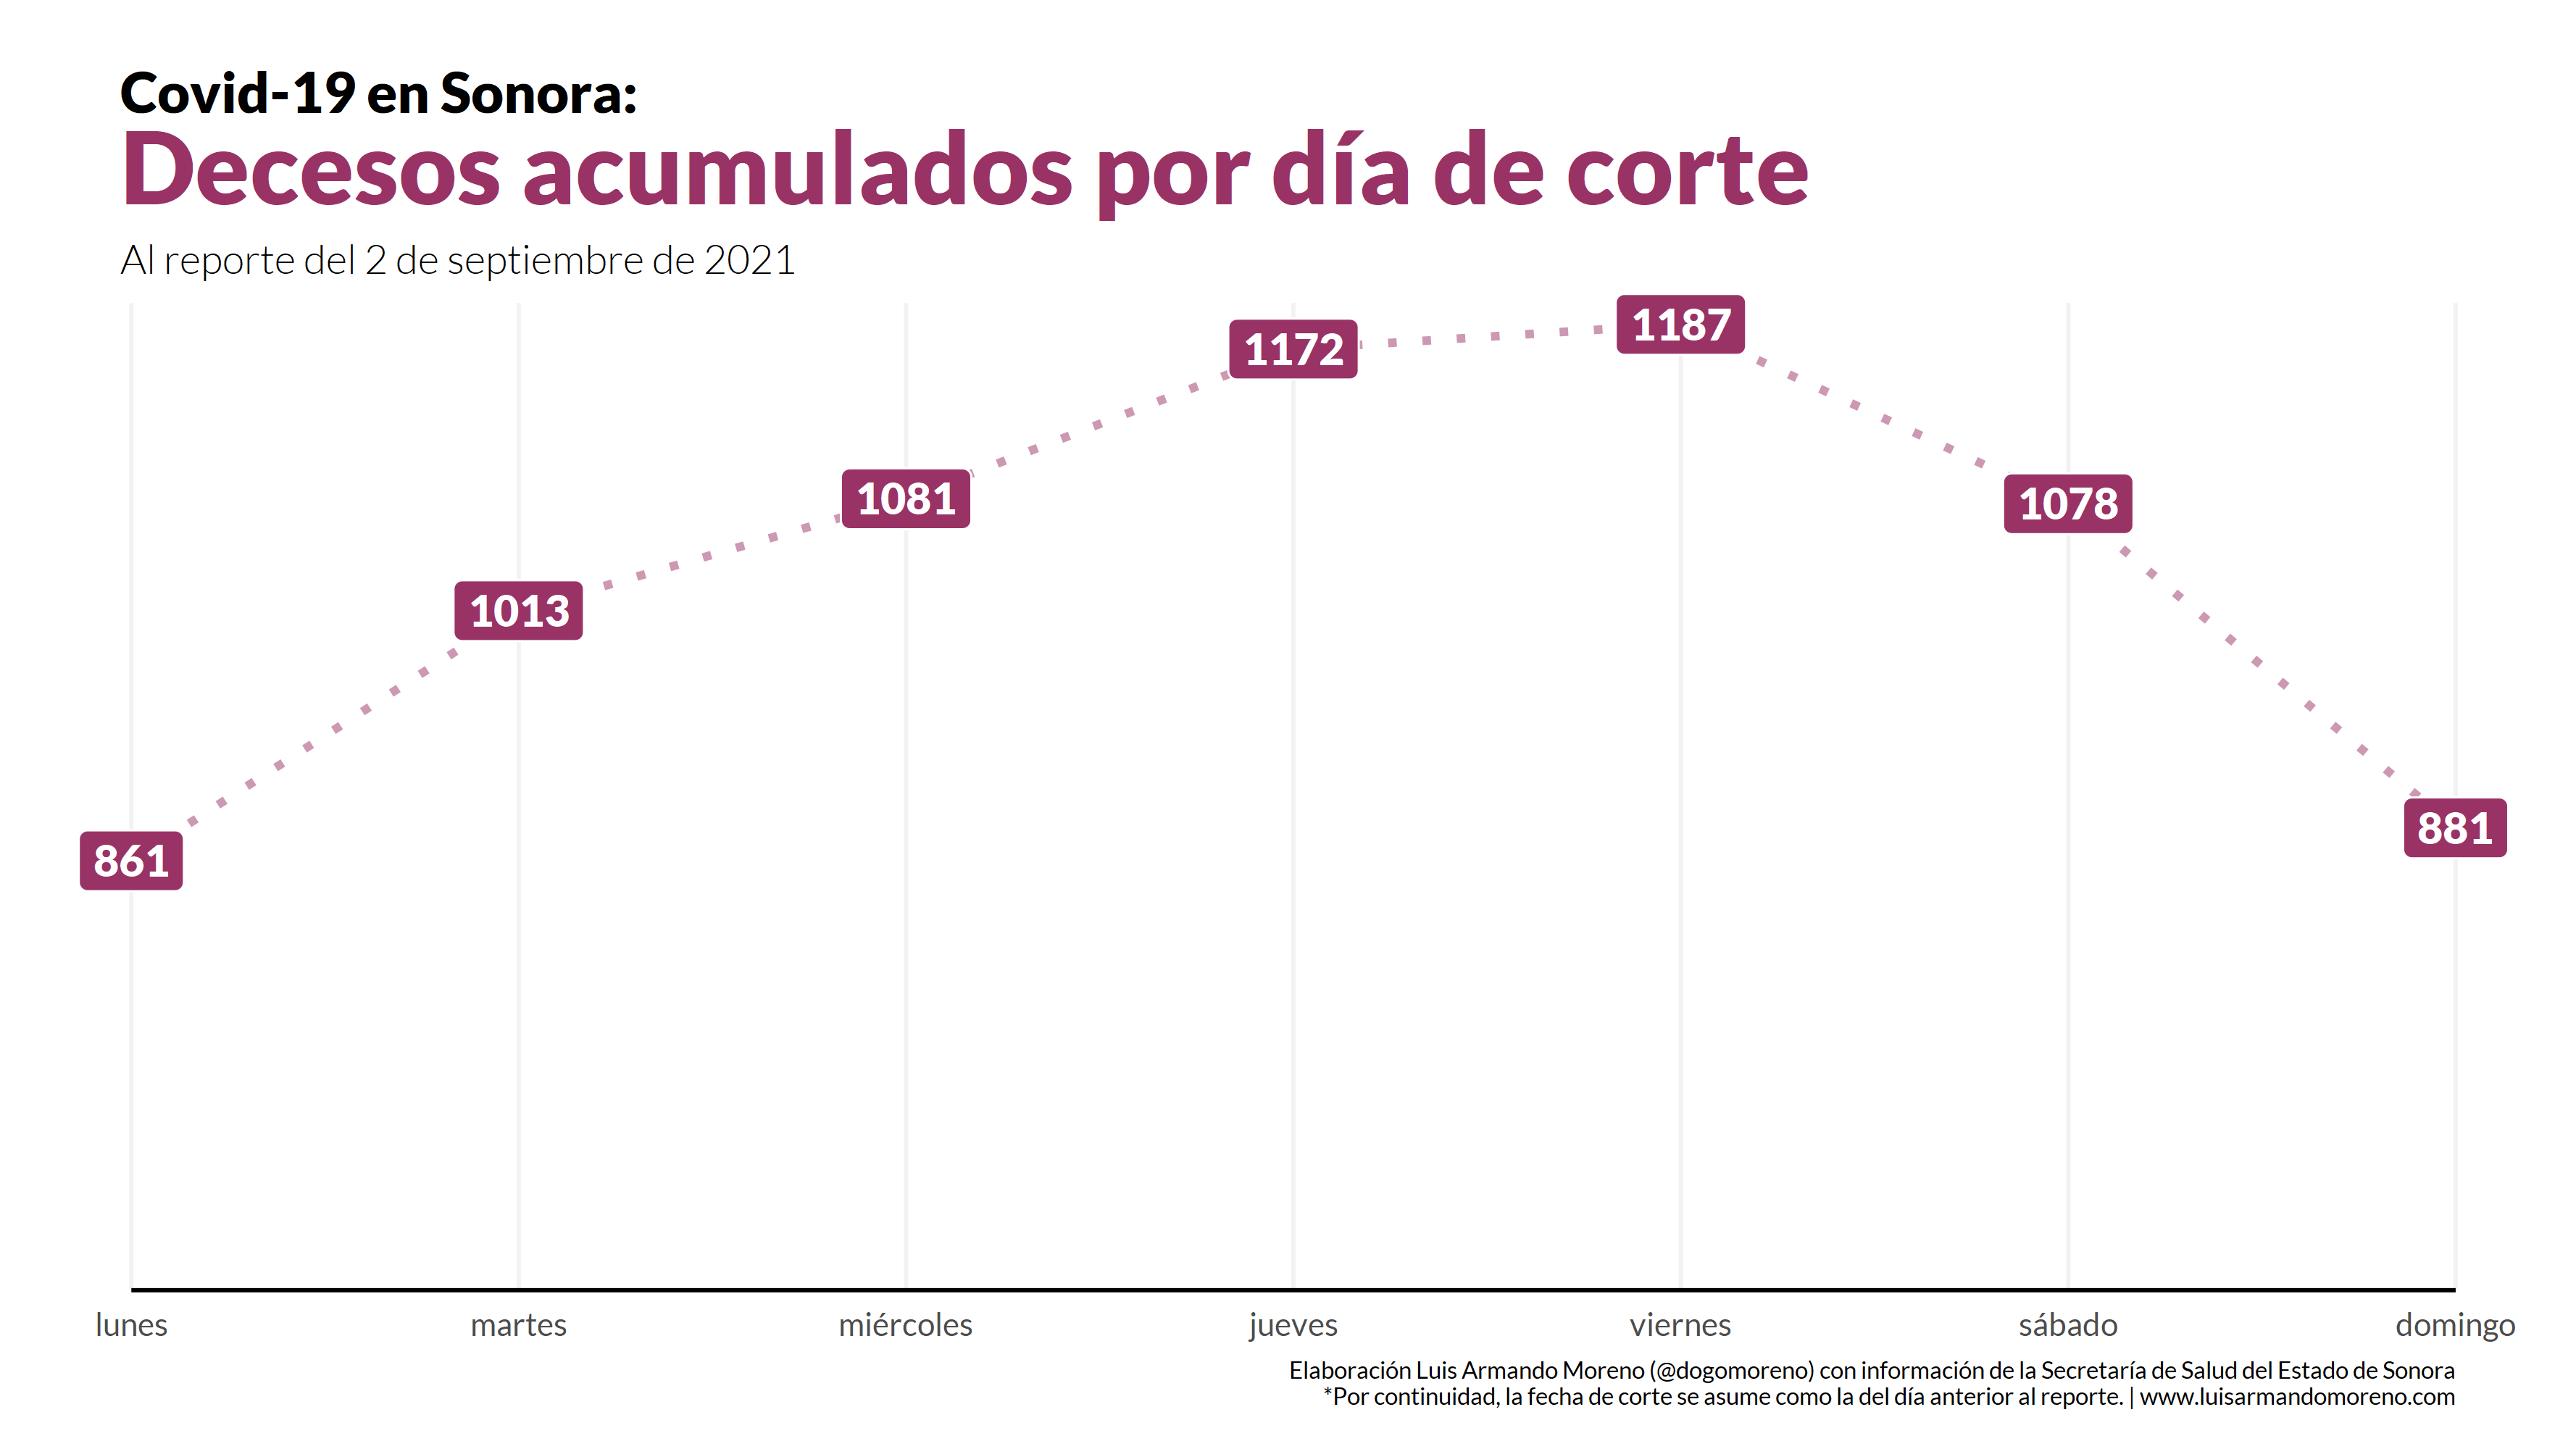 Covid-19 en Sonora:
Decesos acumulados por día de corte
Al reporte del 2 de septiembre de 2021
861
1013
1081
1172
1187
1078
881
lunes
martes
miércoles
jueves
viernes
sábado
domingo
Elaboración Luis Armando Moreno (@dogomoreno) con información de la Secretaría de Salud del Estado de Sonora
*Por continuidad, la fecha de corte se asume como la del día anterior al reporte. | www.luisarmandomoreno.com